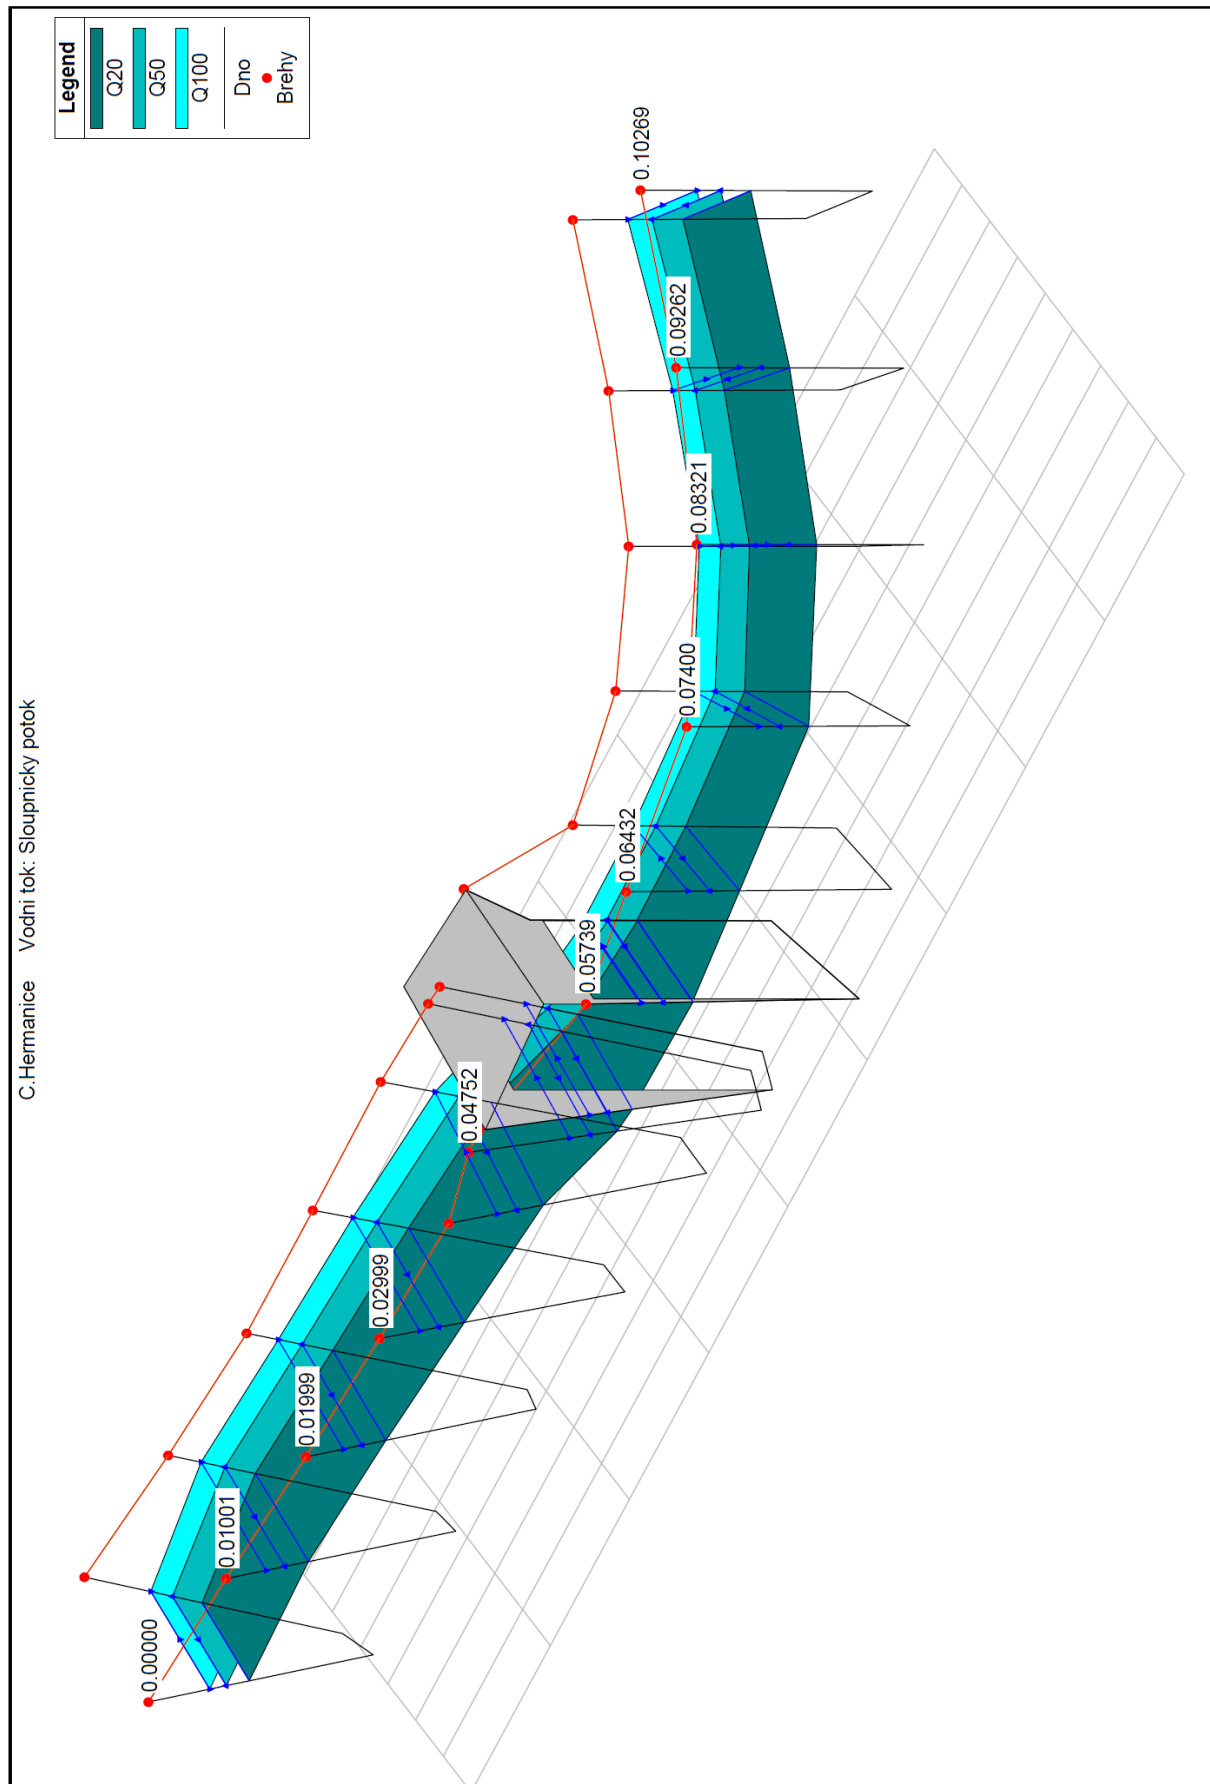 C.Hermanice Vodni tok: Sloupnicky potok
Legend
Q20
Q50
Q100
Dno
Brehy
0.00000
0.01001
0.01999
0.02999
0.04752
0.05739
0.06432
0.07400
0.08321
0.09262
0.10269